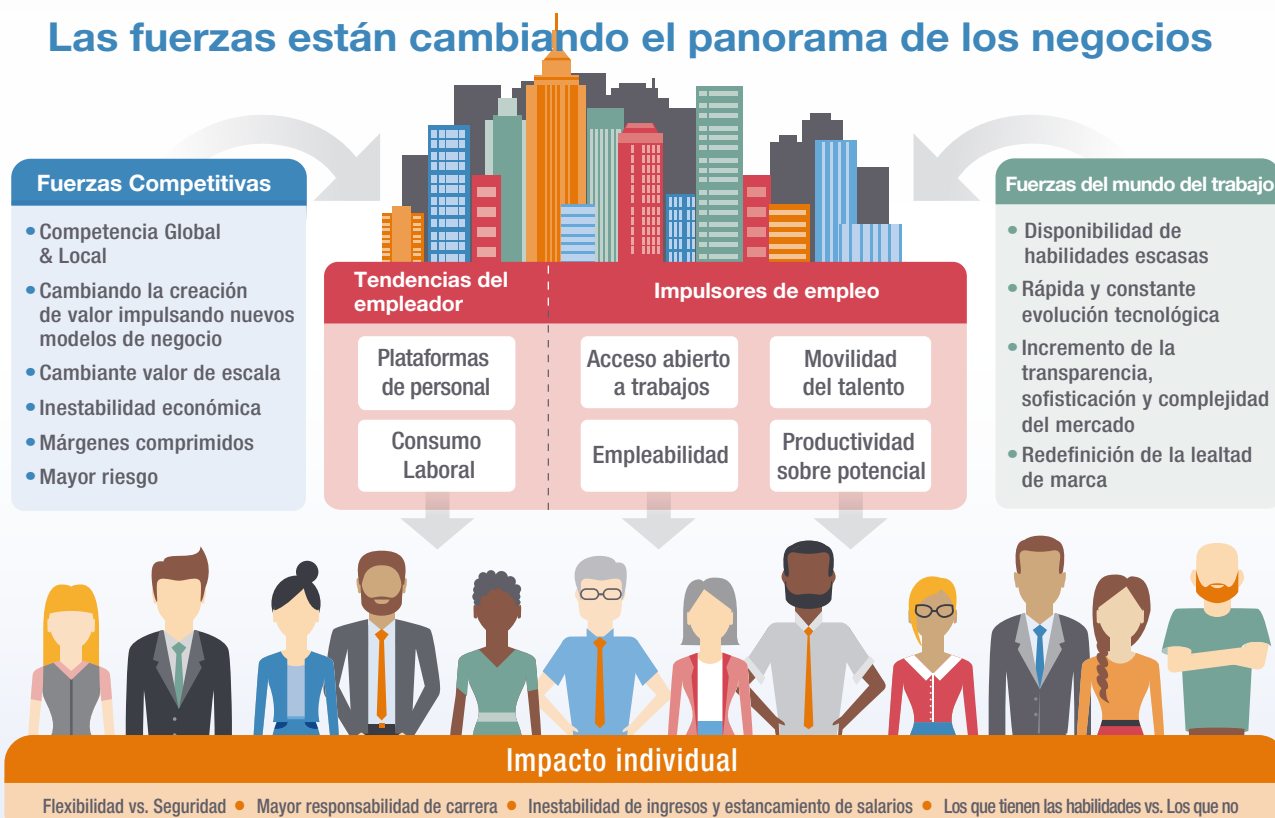 Las fuerzas están cambiando el panorama de los negocios
Fuerzas Competitivas
• Competencia Global
& Local
• Cambiando la creación
de valor impulsando nuevos
modelos de negocio
• Cambiante valor de escala
• Inestabilidad económica
• Márgenes comprimidos
• Mayor riesgo
Tendencias del
empleador
Plataformas
de personal
Consumo
Laboral
Impulsores de empleo
Acceso abierto
a trabajos
Movilidad
del talento
Empleabilidad
Productividad
sobre potencial
Fuerzas del mundo del trabajo
• Disponibilidad de
habilidades escasas
• Rápida y constante
evolución tecnológica
• Incremento de la
transparencia,
sofisticación y complejidad
del mercado
• Redefinición de la lealtad
de marca
Impacto individual
Flexibilidad vs. Seguridad • Mayor responsabilidad de carrera • Inestabilidad de ingresos y estancamiento de salarios • Los que tienen las habilidades vs. Los que no